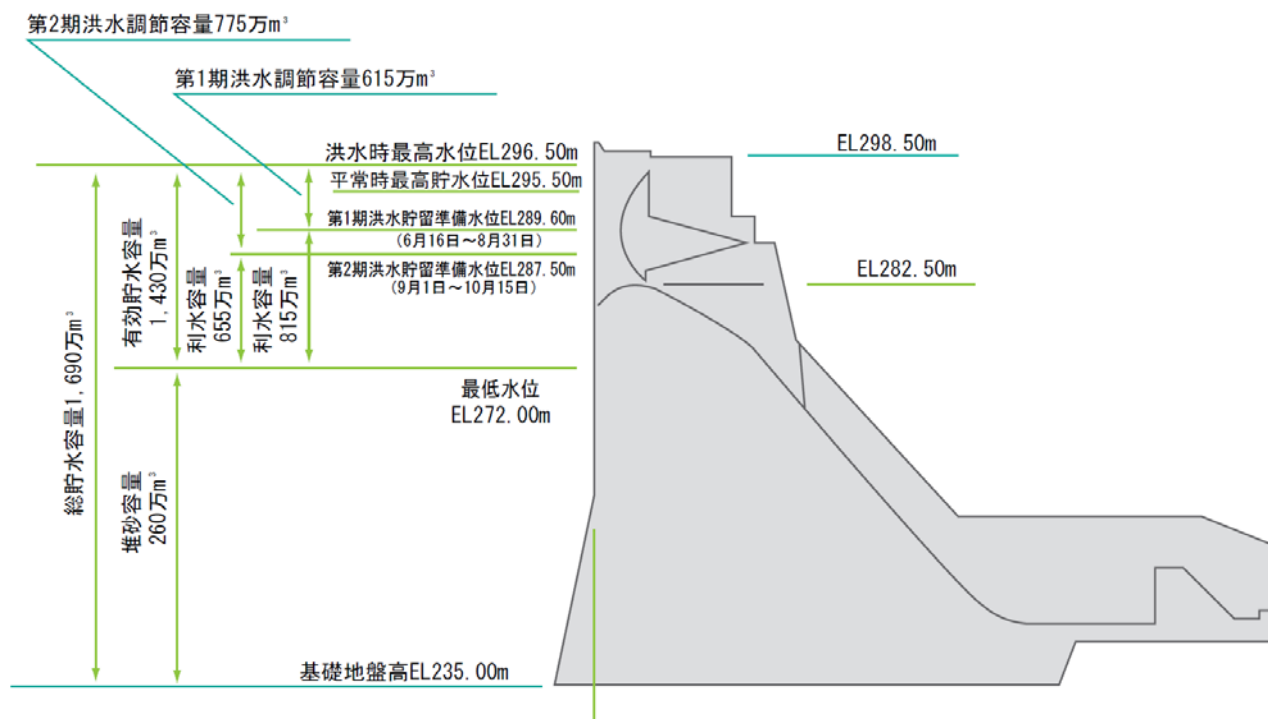 第2期洪水調節容量775万m³
第1期洪水調節容量615万m³
洪水時最高水位EL296.50m
平常時最高貯水位EL295.50m
第1期洪水貯留準備水位EL289.60m
（6月16日～8月31日）
第2期洪水貯留準備水位EL287.50m
（9月1日～10月15日）
EL298.50m
EL282.50m
総貯水容量1,690万m³
有効貯水容量
1,430万m³
利水容量
655万m³
利水容量
815万m³
最低水位
EL272.00m
堆砂容量
260万m³
基礎地盤高EL235.00m